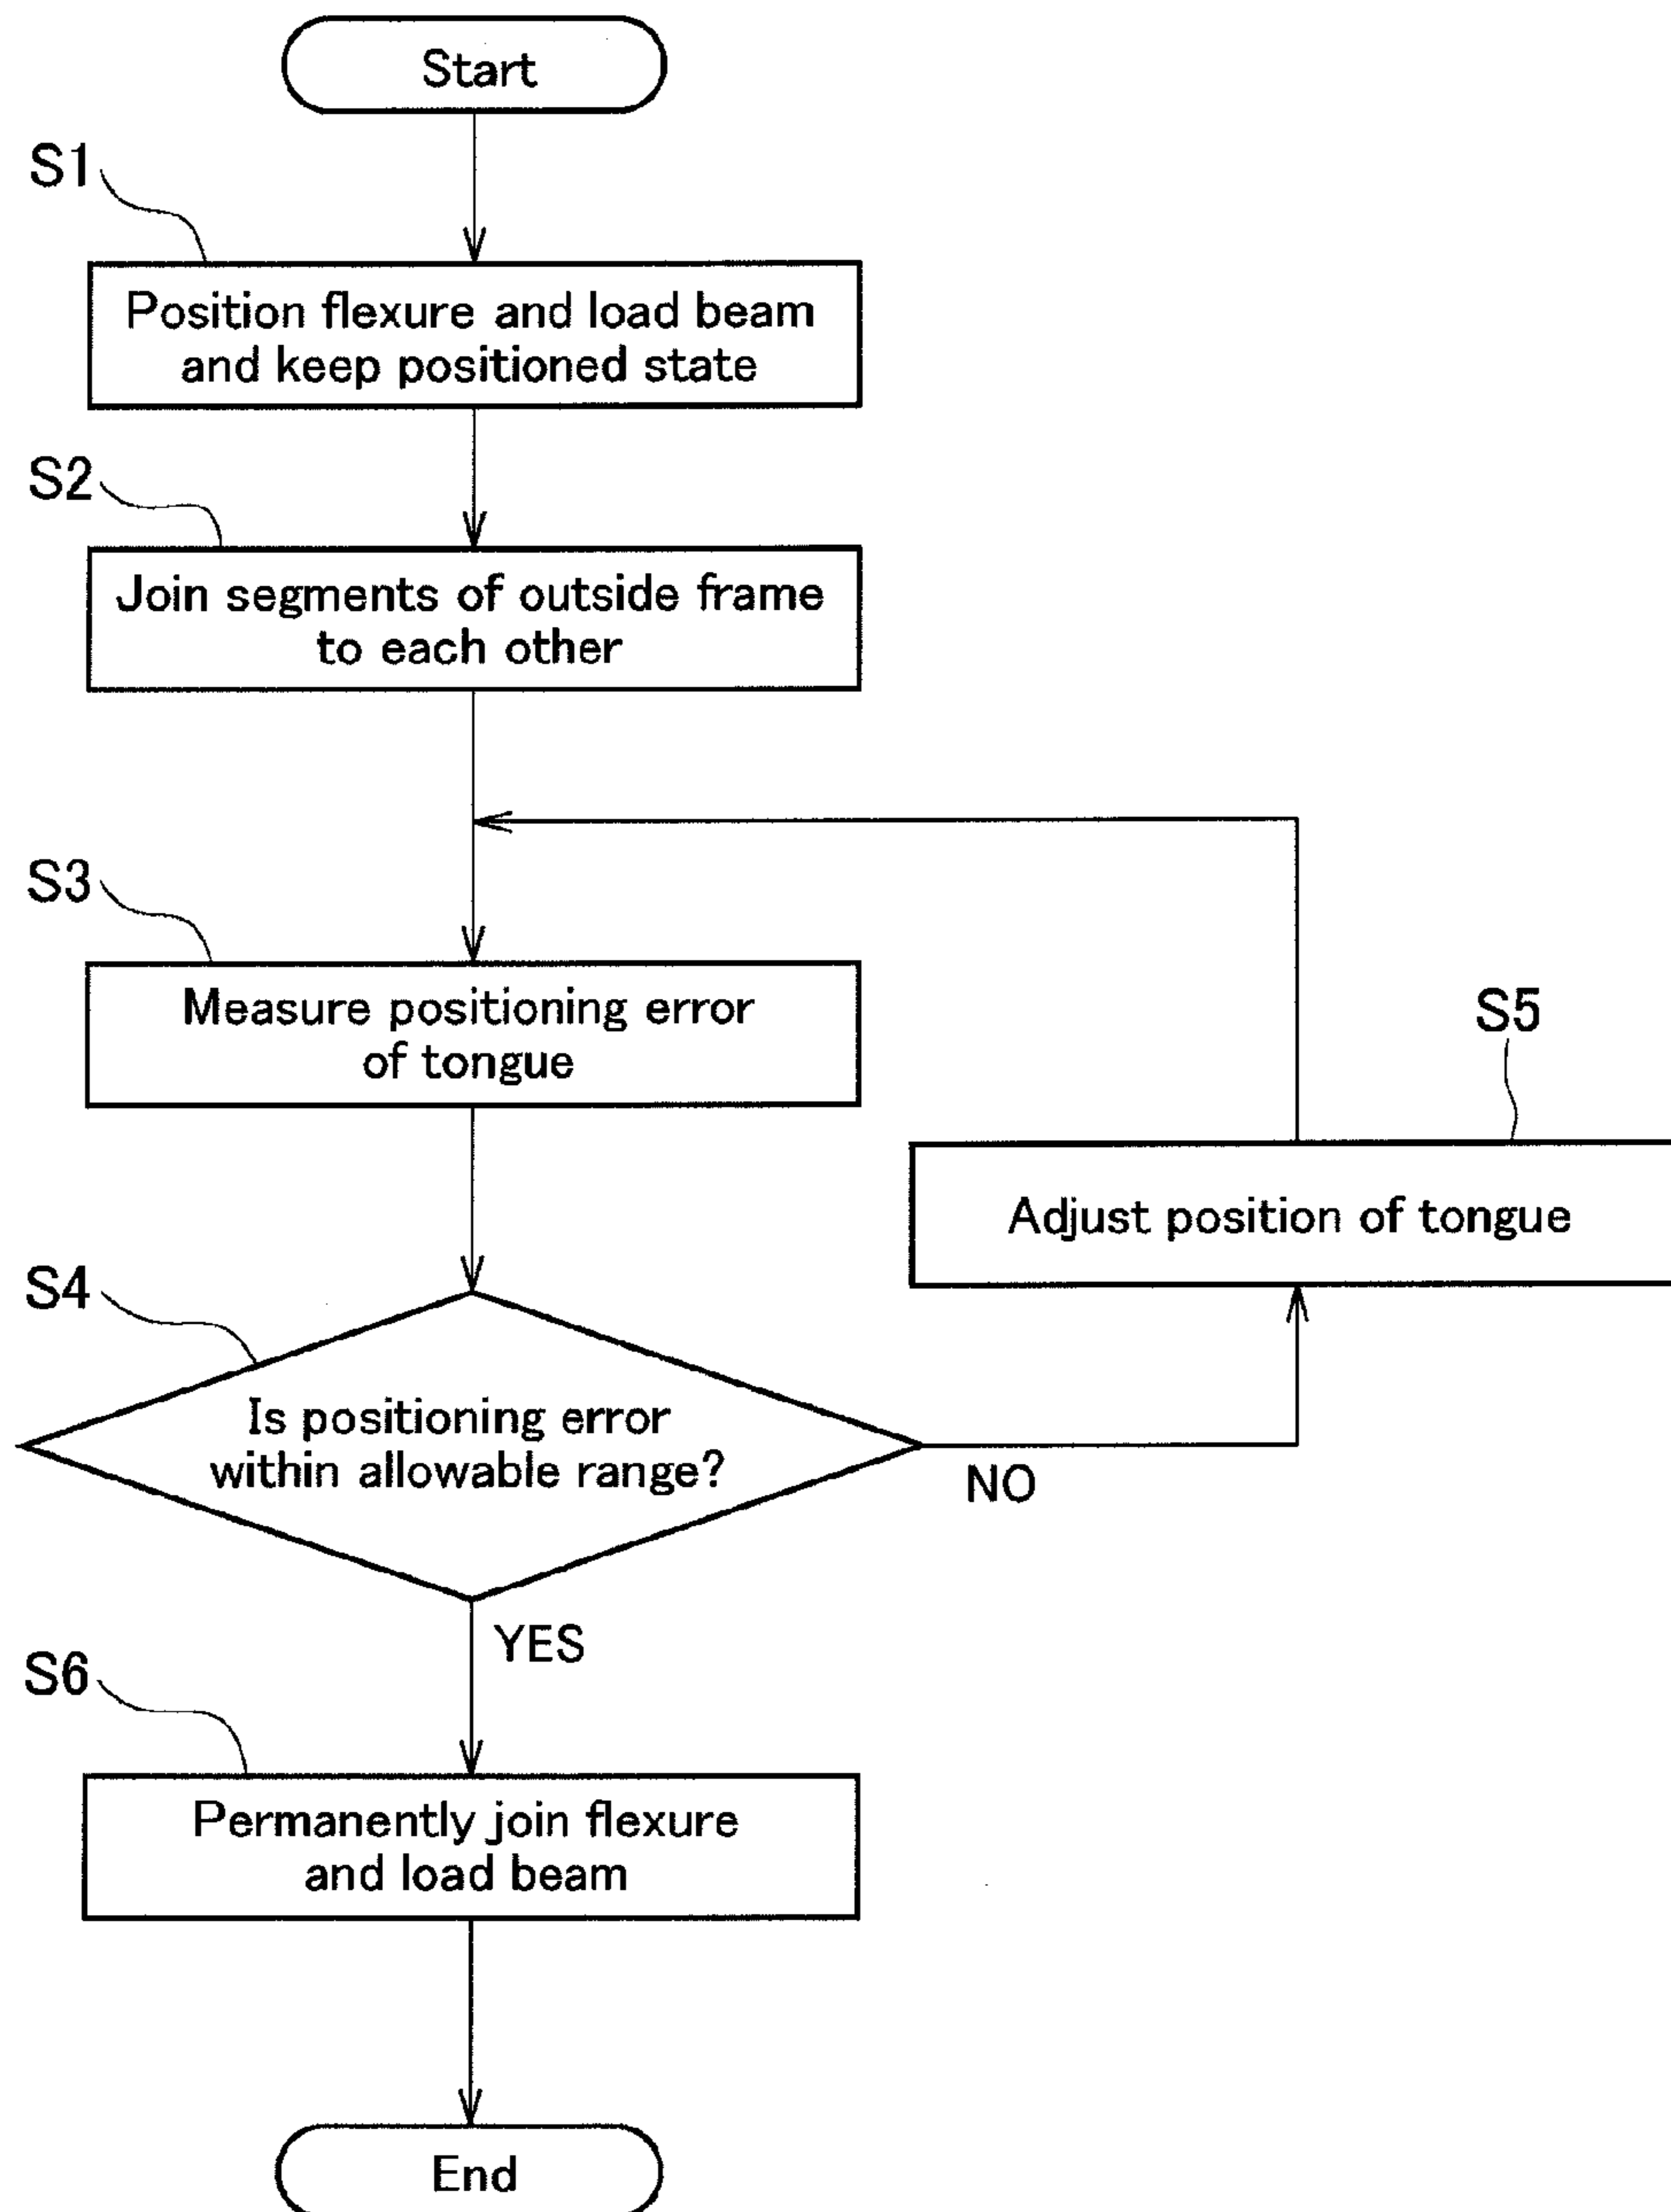 Start
S1
Position flexure and load beam
and keep positioned state
S2
Join segments of outside frame
to each other
S3
Measure positioning error
of tongue
S5
Adjust position of tongue
S4
Is positioning error
within allowable range?
NO
YES
S6
Permanently join flexure
and load beam
End